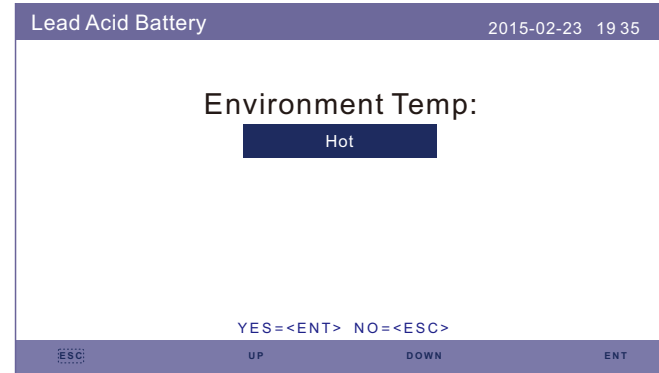 Lead Acid Battery 2015-02-23 19 35
Environment Temp:
Hot
YES=<ENT> NO=<ESC>
ESC UP DOWN ENT